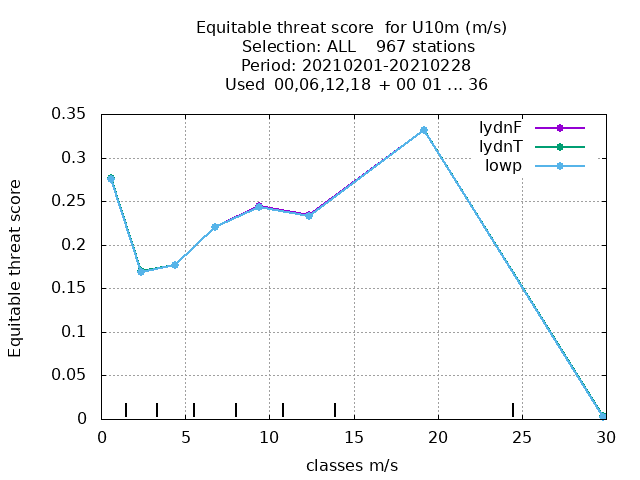 Equitable threat score  for U10m (m/s)
Selection: ALL    967 stations
Period: 20210201-20210228
Used  00,06,12,18  + 00 01 ... 36
lydnF
lydnT
lowp
0.35
0.3
0.25
0.2
0.15
0.1
0.05
0
Equitable threat score
0 5 10 15 20 25 30
classes m/s